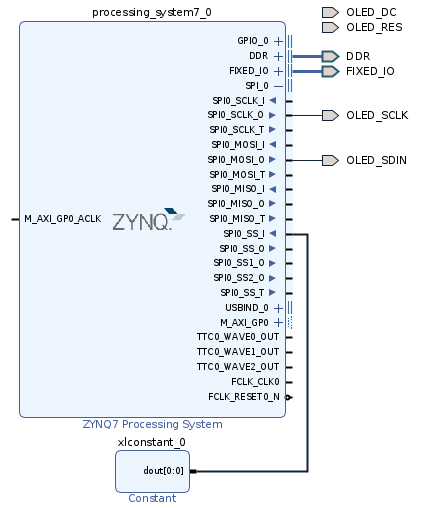 processing_system7_0
OLED_DC
OLED_RES
GPIO_0
DDR
DDR
FIXED_IO
FIXED_IO
SPI_0
SPI0_SCLK_I
SPI0_SCLK_O
OLED_SCLK
SPI0_SCLK_T
SPI0_MOSI_I
SPI0_MOSI_O
OLED_SDIN
SPI0_MOSI_T
SPI0_MISO_I
SPI0_MISO_O
M_AXI_GP0_ACLK
ZYNQ.
SPI0_MISO_T
SPI0_SS_I
SPI0_SS_O
SPI0_SS1_O
SPI0_SS2_O
SPI0_SS_T
USBIND_0
M_AXI_GP0
TTC0_WAVE0_OUT
TTC0_WAVE1_OUT
TTC0_WAVE2_OUT
FCLK_CLK0
FCLK_RESET0_N
ZYNQ7 Processing System
xlconstant_0
dout[0:0]
Constant